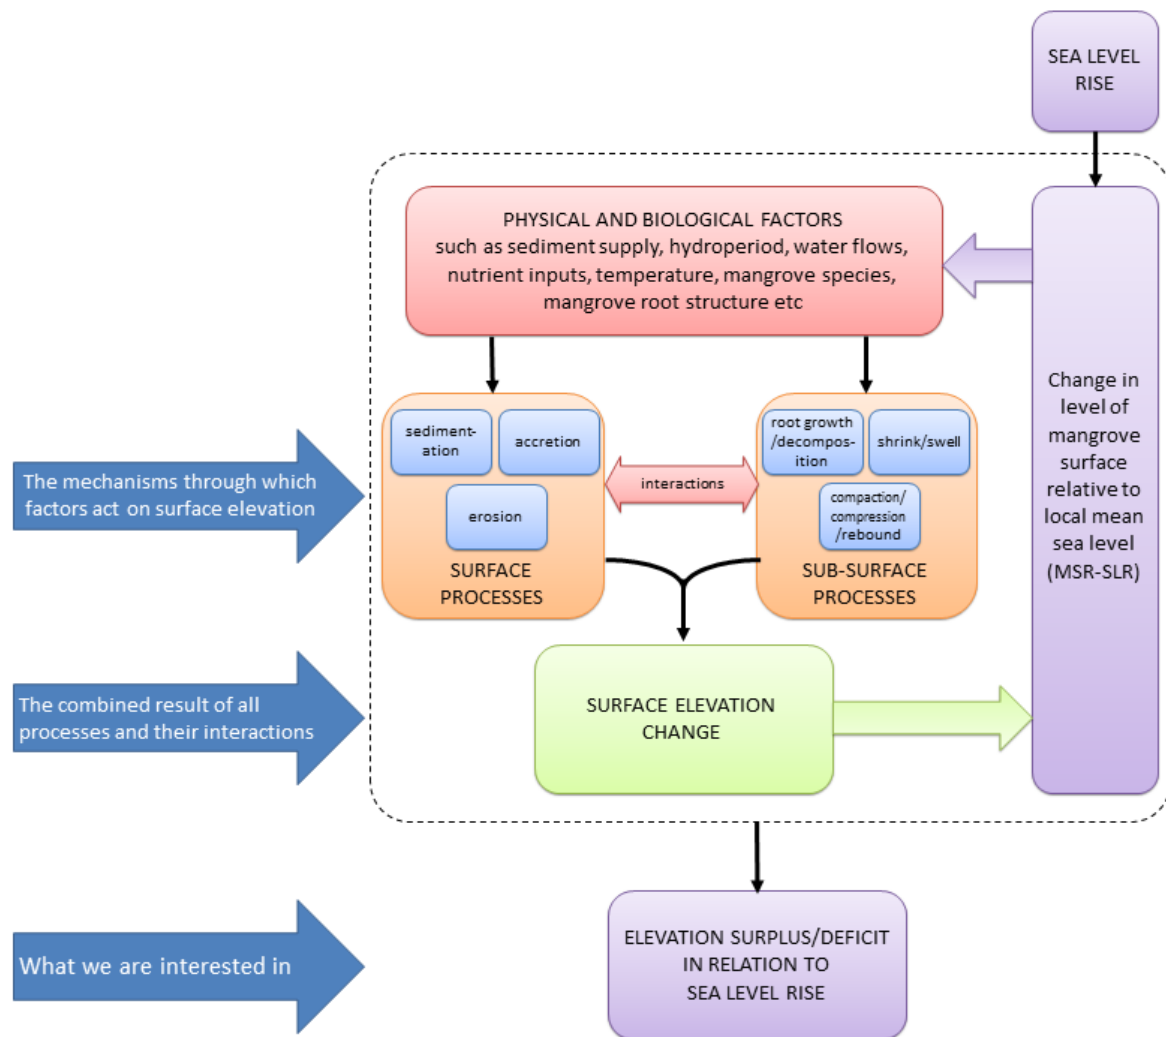 SEA LEVEL
RISE
PHYSICAL AND BIOLOGICAL FACTORS
such as sediment supply, hydroperiod, water flows,
nutrient inputs, temperature, mangrove species,
mangrove root structure etc
Change in
level of
mangrove
surface
relative to
local mean
sea level
(MSR-SLR)
The mechanisms through which
factors act on surface elevation
sediment-
ation
accretion
erosion
SURFACE
PROCESSES
interactions
root growth
/decompos-
ition
shrink/swell
compaction/
compression
/rebound
SUB-SURFACE
PROCESSES
The combined result of all
processes and their interactions
SURFACE ELEVATION
CHANGE
What we are interested in
ELEVATION SURPLUS/DEFICIT
IN RELATION TO
SEA LEVEL RISE